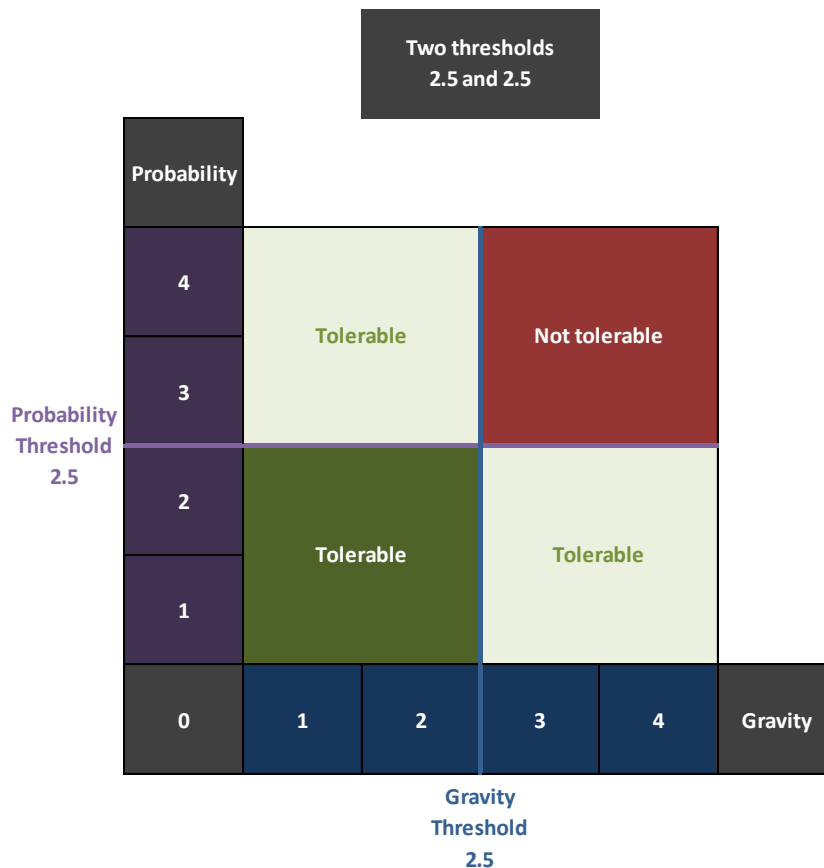 Two thresholds
2.5 and 2.5
Probability
4
Tolerable
Not tolerable
3
Probability
Threshold
2.5
2
Tolerable
Tolerable
1
0
1
2
3
4
Gravity
Gravity
Threshold
2.5